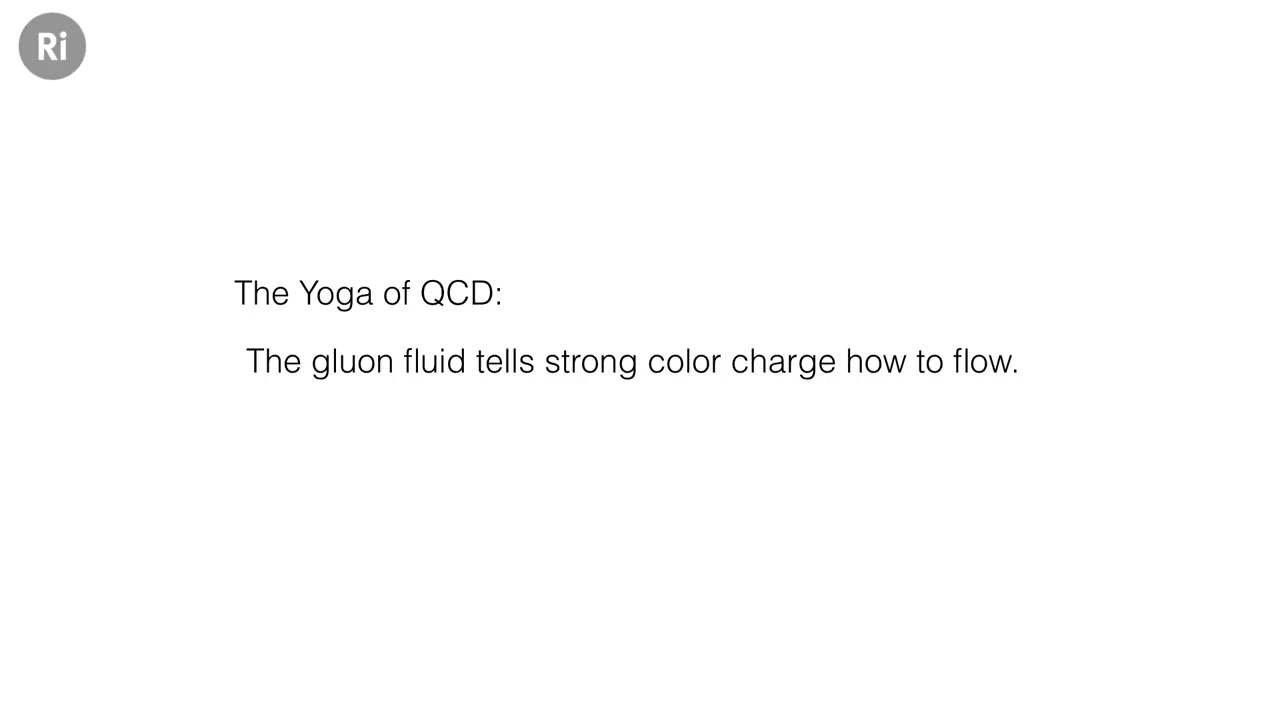 Ri
The Yoga of QCD:
The gluon fluid tells strong color charge how to flow.